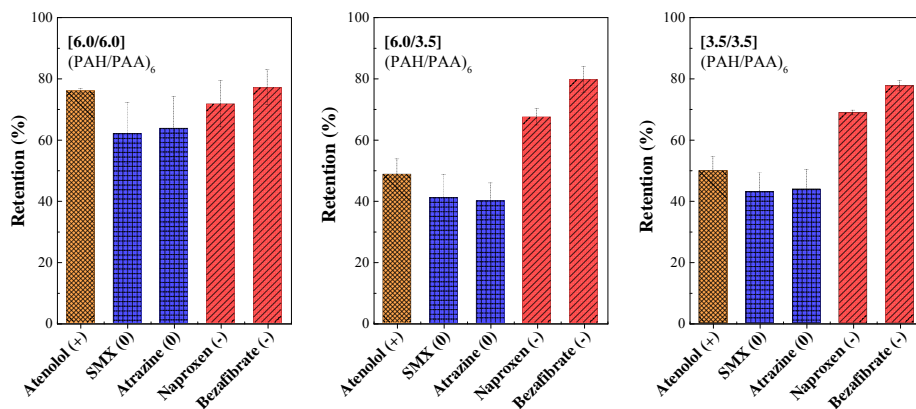 [6.0/6.0]
(PAH/PAA)₆
Retention (%)
100
80
60
40
20
0
Atenolol (+)
SMX (0)
Atrazine (0)
Naproxen (-)
Bezafibrate (-)
[6.0/3.5]
(PAH/PAA)₆
Retention (%)
100
80
60
40
20
0
Atenolol (+)
SMX (0)
Atrazine (0)
Naproxen (-)
Bezafibrate (-)
[3.5/3.5]
(PAH/PAA)₆
Retention (%)
100
80
60
40
20
0
Atenolol (+)
SMX (0)
Atrazine (0)
Naproxen (-)
Bezafibrate (-)